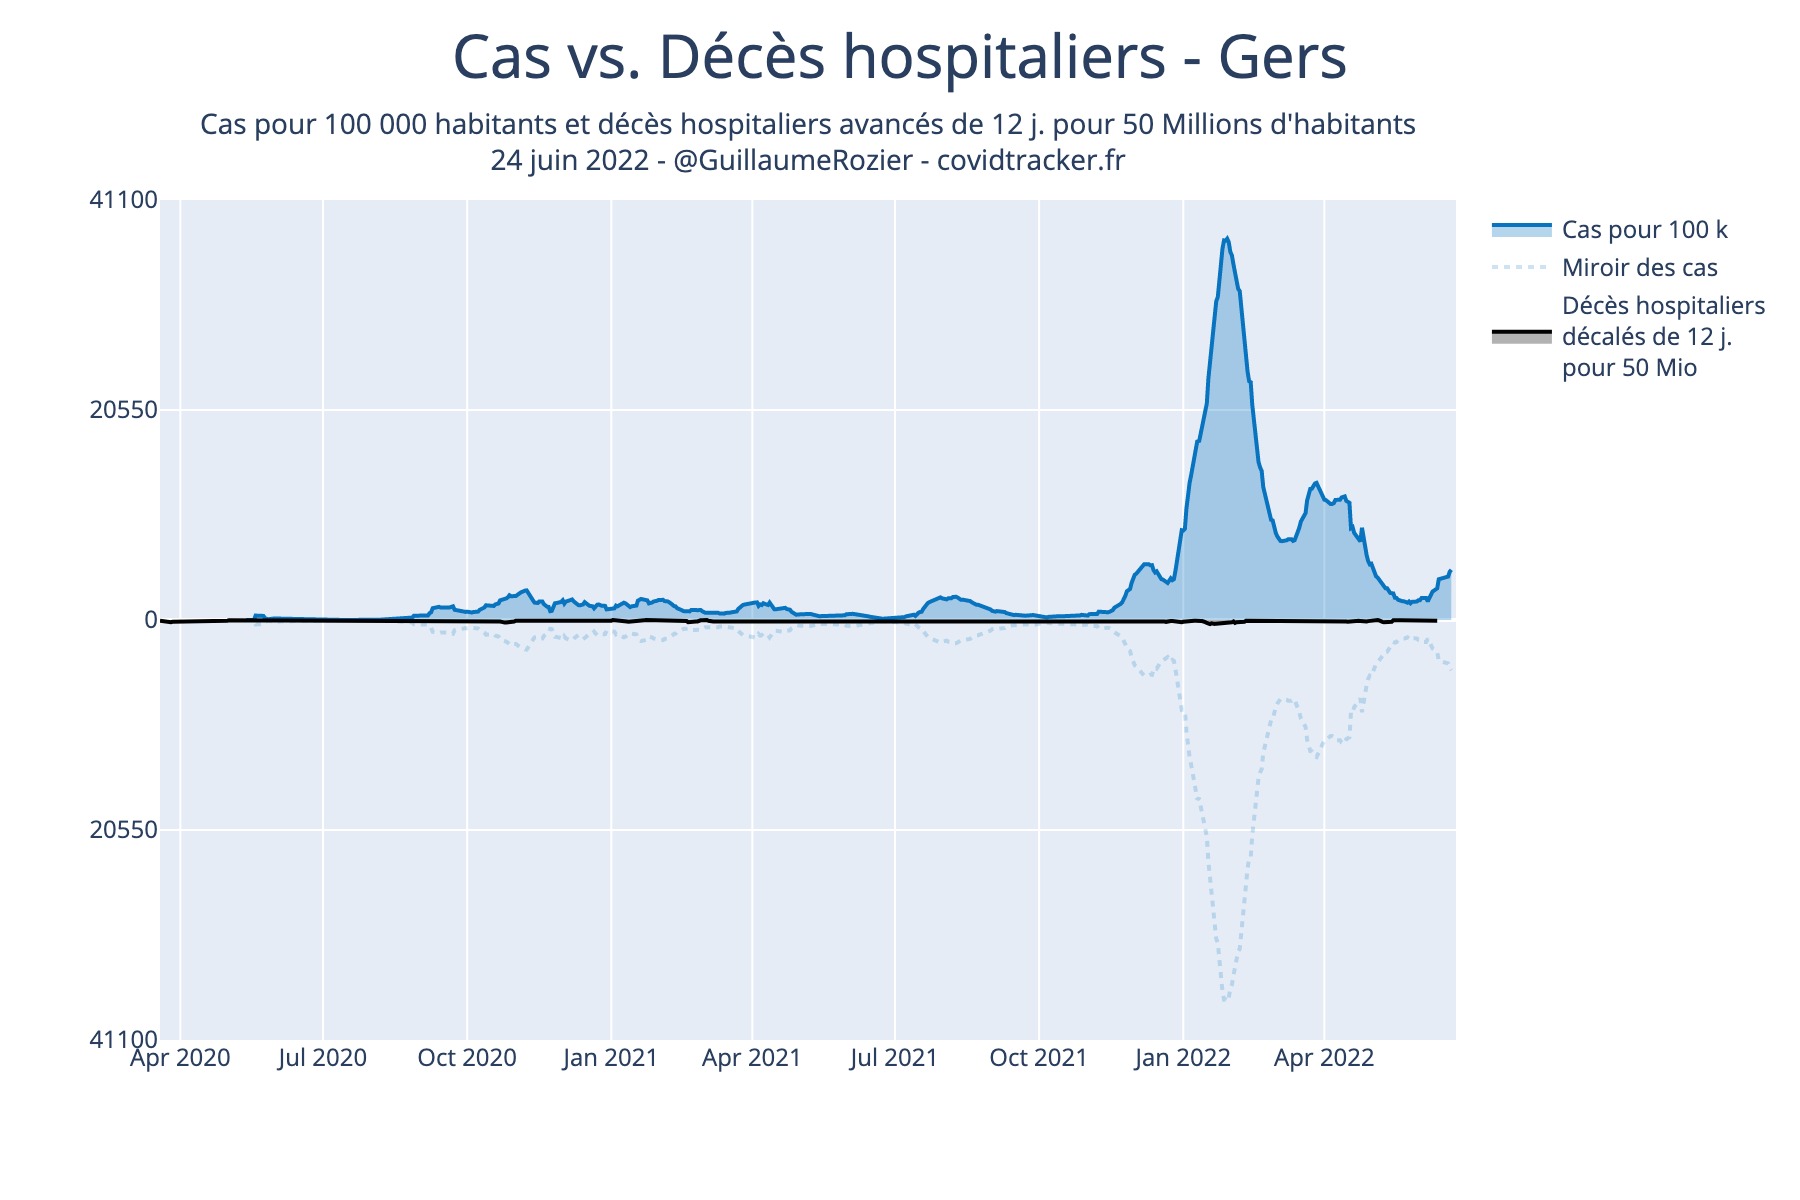 Cas vs. Décès hospitaliers - Gers
Cas pour 100 000 habitants et décès hospitaliers avancés de 12 j. pour 50 Millions d'habitants
24 juin 2022 - @GuillaumeRozier - covidtracker.fr
41100
20550
0
20550
41100
Apr 2020
Jul 2020
Oct 2020
Jan 2021
Apr 2021
Jul 2021
Oct 2021
Jan 2022
Apr 2022
Cas pour 100 k
Miroir des cas
Décès hospitaliers
décalés de 12 j.
pour 50 Mio